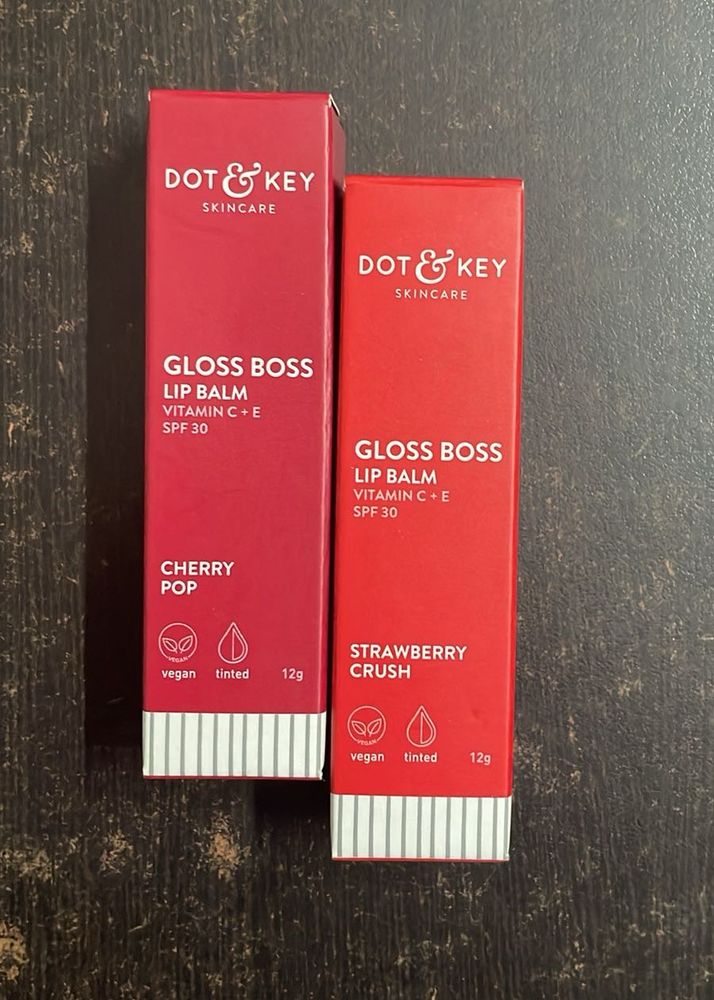 DOT & KEY
SKINCARE
GLOSS BOSS
LIP BALM
VITAMIN C + E
SPF 30
CHERRY
POP
VEGAN
vegan tinted 12g
DOT & KEY
SKINCARE
GLOSS BOSS
LIP BALM
VITAMIN C + E
SPF 30
STRAWBERRY
CRUSH
VEGAN
vegan tinted 12g